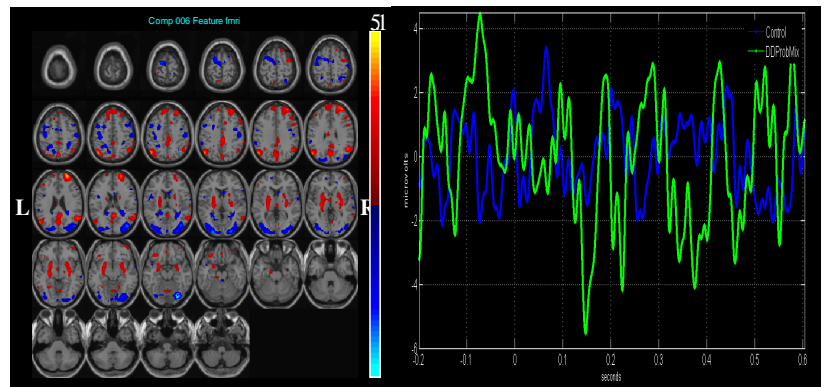 Comp 006 Feature fmri
51
L
R
4
2
0
-2
-4
-6
microvolts
Control
DDProbMix
-0.2
-0.1
0
0.1
0.2
0.3
0.4
0.5
0.6
seconds